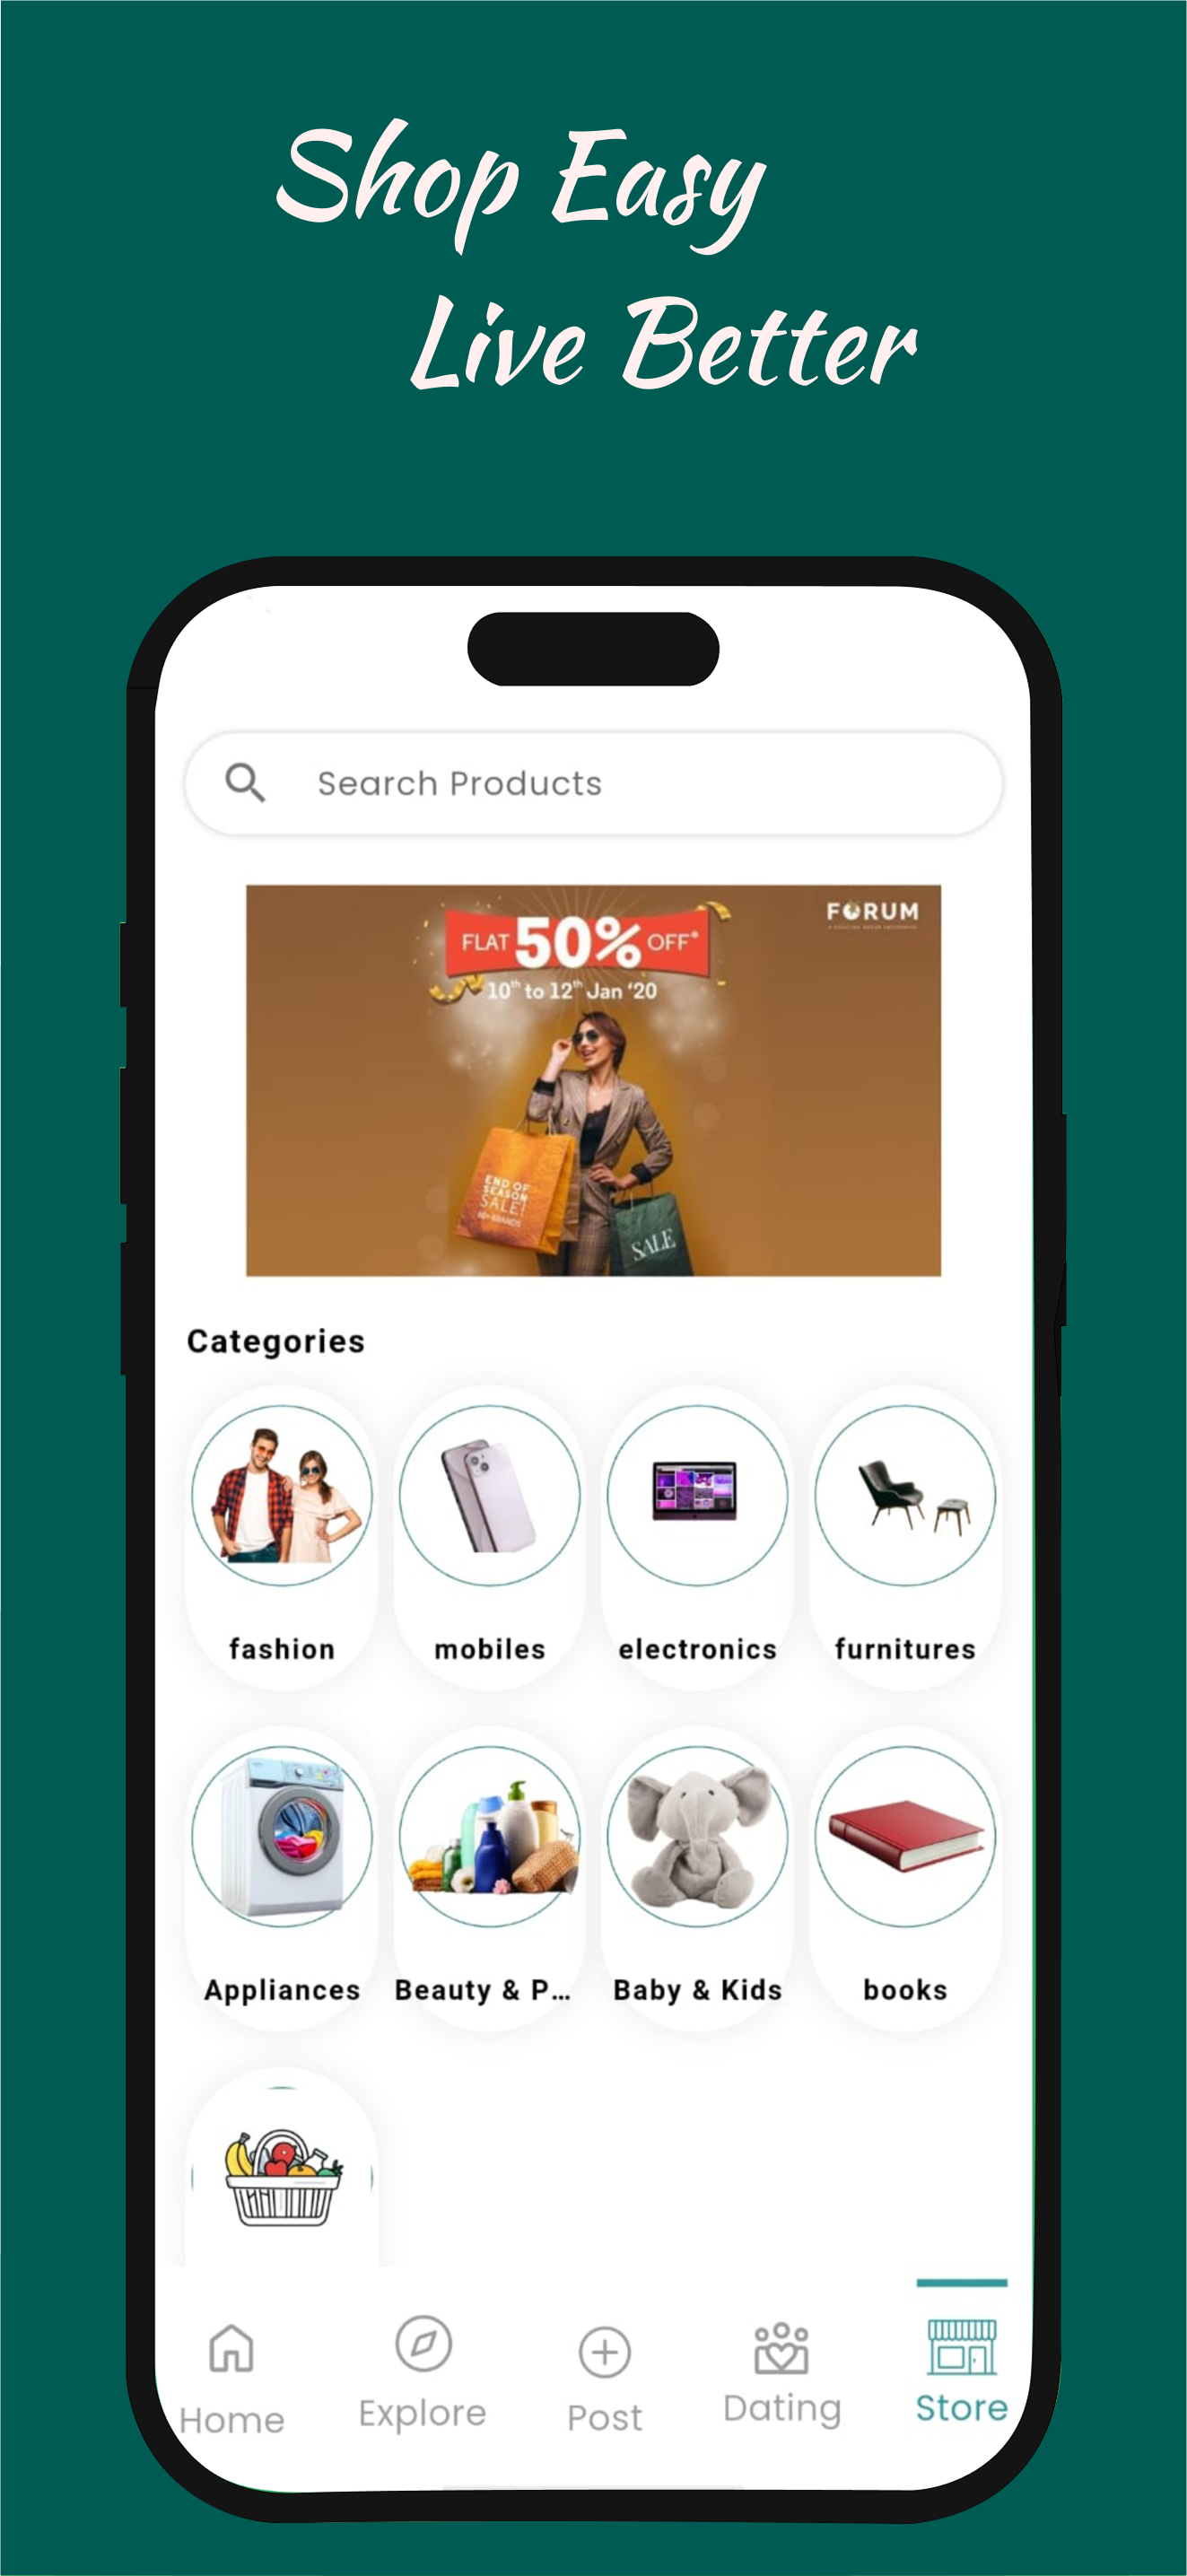 Shop Easy
Live Better
Search Products
FORUM
FLAT 50% OFF*
10th to 12th Jan '20
END OF
SEASON
SALE!
SALE
Categories
fashion mobiles electronics furnitures
Appliances Beauty & P... Baby & Kids books
Home Explore Post Dating Store